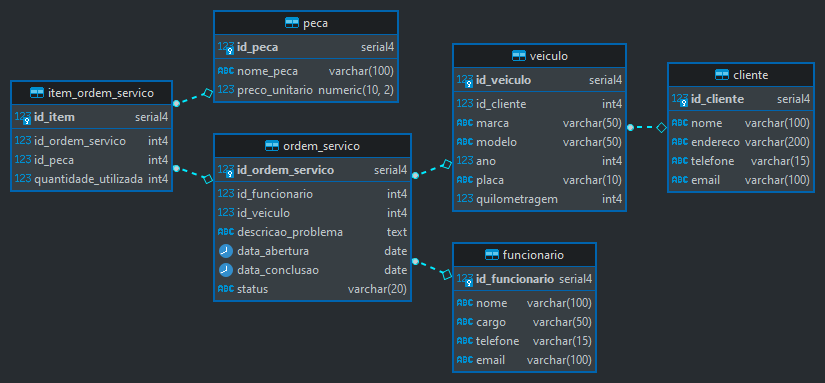 peca
123 id_peca serial4
ABC nome_peca varchar(100)
123 preco_unitario numeric(10, 2)
item_ordem_servico
123 id_item serial4
123 id_ordem_servico int4
123 id_peca int4
123 quantidade_utilizada int4
ordem_servico
123 id_ordem_servico serial4
123 id_funcionario int4
123 id_veiculo int4
ABC descricao_problema text
data_abertura date
data_conclusao date
ABC status varchar(20)
veiculo
123 id_veiculo serial4
123 id_cliente int4
ABC marca varchar(50)
ABC modelo varchar(50)
123 ano int4
ABC placa varchar(10)
123 quilometragem int4
cliente
123 id_cliente serial4
ABC nome varchar(100)
ABC endereco varchar(200)
ABC telefone varchar(15)
ABC email varchar(100)
funcionario
123 id_funcionario serial4
ABC nome varchar(100)
ABC cargo varchar(50)
ABC telefone varchar(15)
ABC email varchar(100)